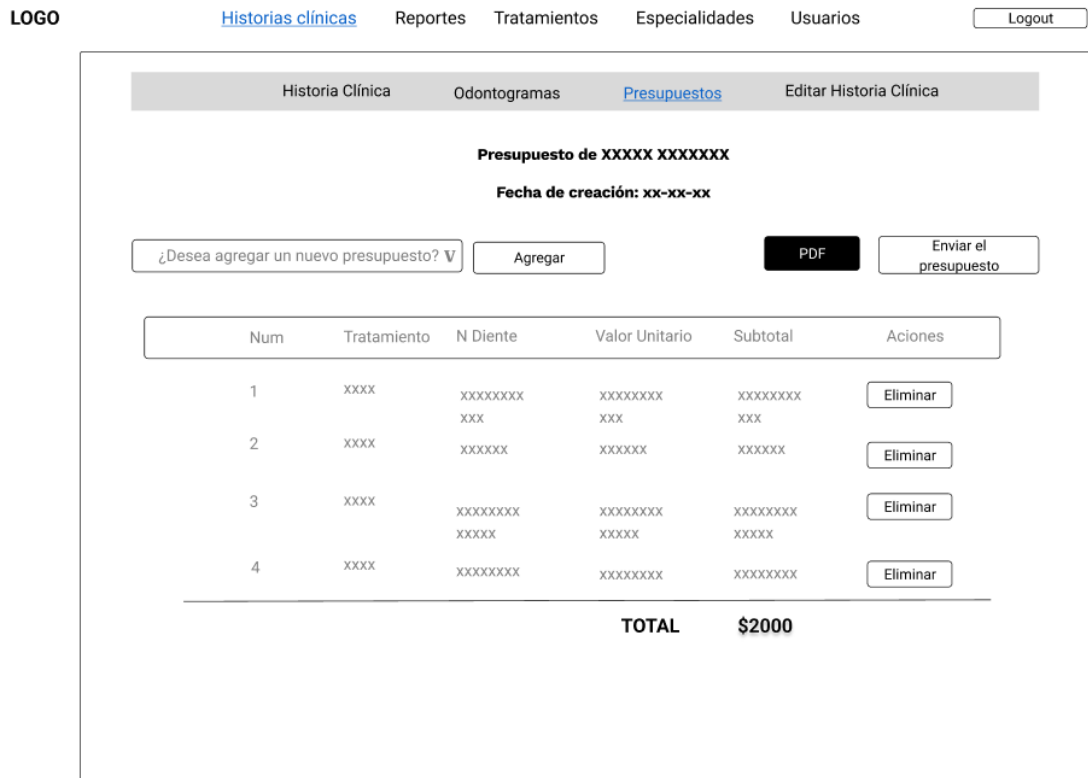 LOGO Historias clínicas Reportes Tratamientos Especialidades Usuarios Logout
Historia Clínica Odontogramas Presupuestos Editar Historia Clínica
Presupuesto de XXXXX XXXXXXX
Fecha de creación: xx-xx-xx
¿Desea agregar un nuevo presupuesto? V Agregar PDF Enviar el
presupuesto
Num Tratamiento N Diente Valor Unitario Subtotal Aciones
1 xxxx xxxxxxxx xxxxxxxx xxxxxxxx Eliminar
xxx xxx xxx
2 xxxx xxxxxx xxxxxx xxxxxx Eliminar
3 xxxx xxxxxxxx xxxxxxxx xxxxxxxx Eliminar
xxxxx xxxxx xxxxx
4 xxxx xxxxxxxx xxxxxxxx xxxxxxxx Eliminar
TOTAL $2000